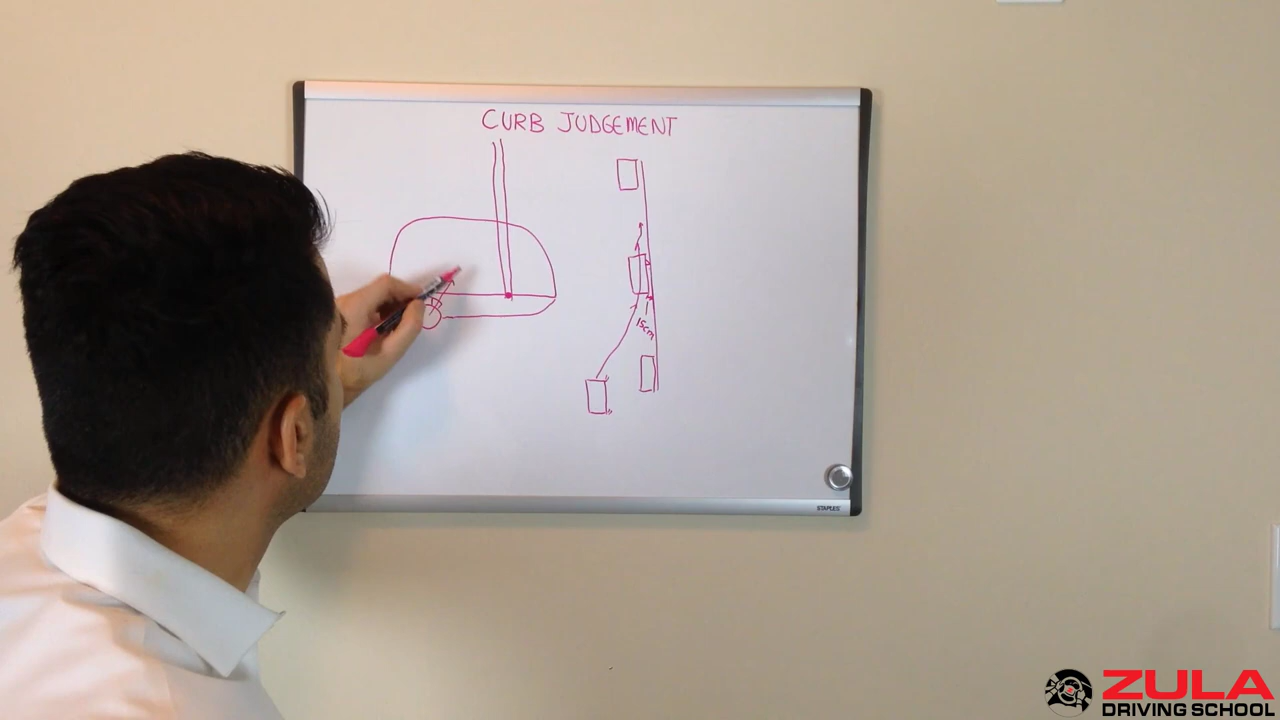 CURB JUDGEMENT
15cm
STAPLES
ZULA
DRIVING SCHOOL